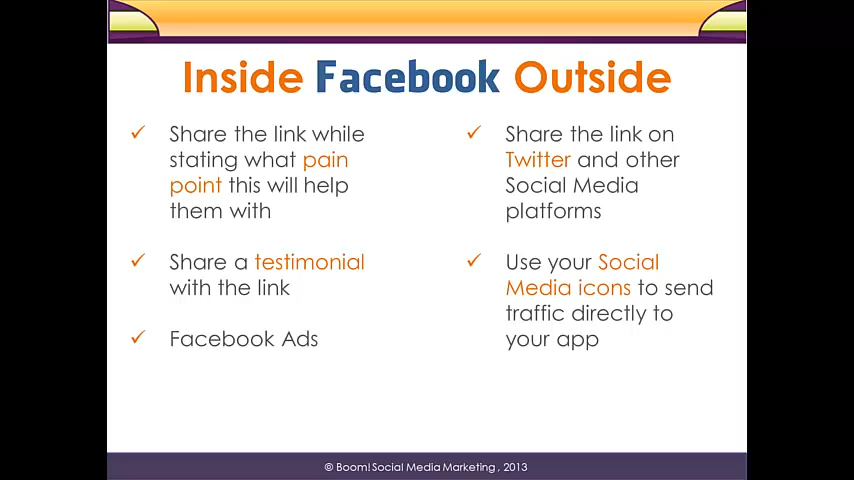 Inside Facebook Outside
Share the link while
stating what pain
point this will help
them with
Share a testimonial
with the link
Facebook Ads
Share the link on
Twitter and other
Social Media
platforms
Use your Social
Media icons to send
traffic directly to
your app
© Boom! Social Media Marketing , 2013